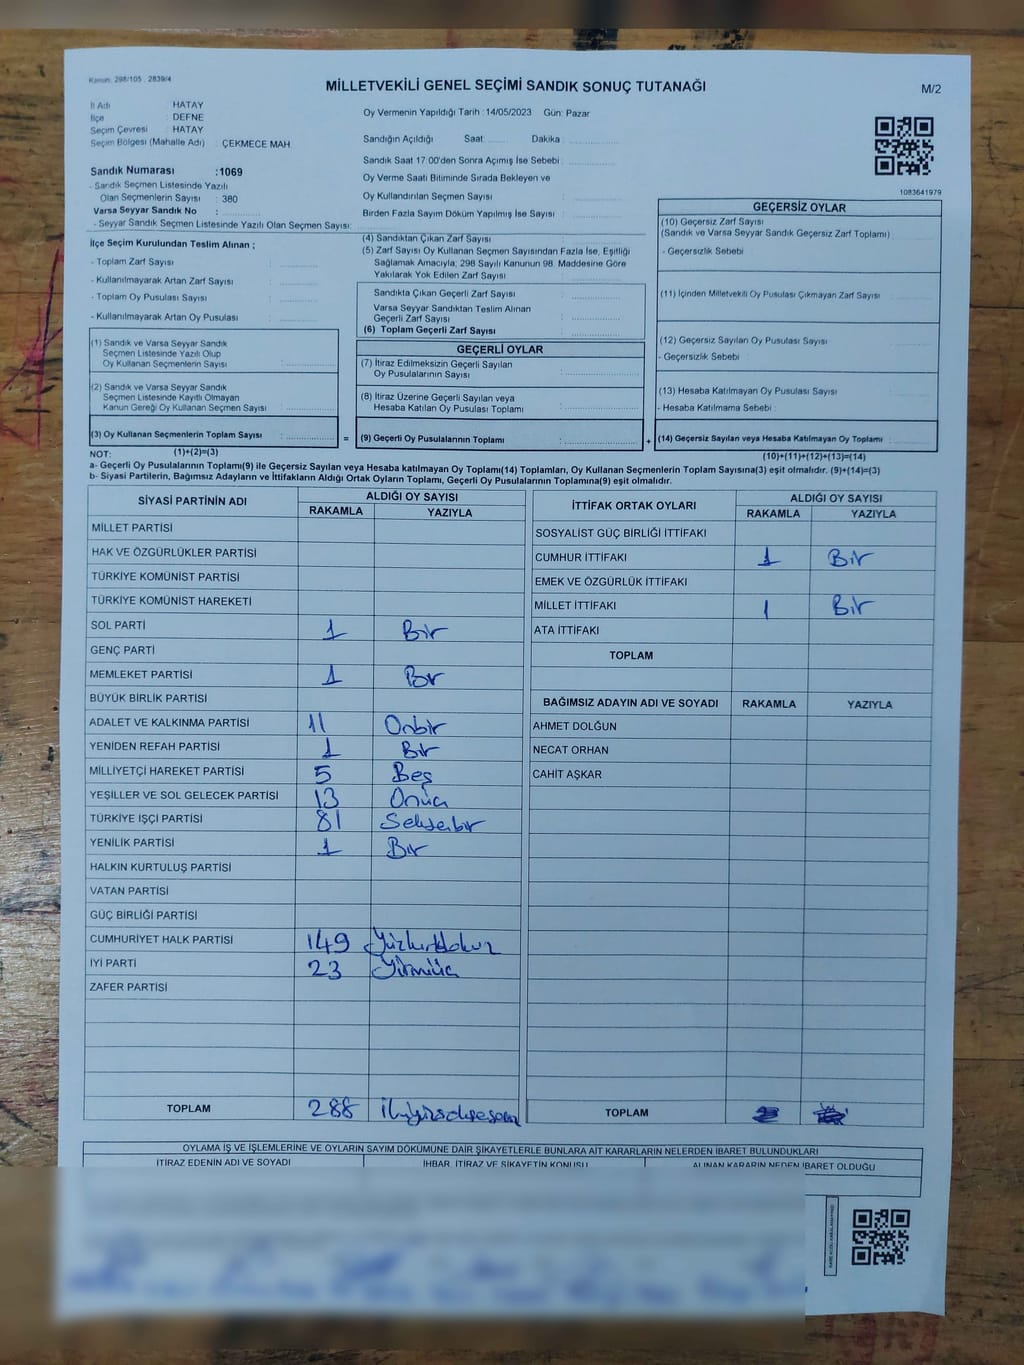 Kanun: 298/105 . 2839/4
MİLLETVEKİLİ GENEL SEÇİMİ SANDIK SONUÇ TUTANAĞI
M/2
İl Adı : HATAY
İlçe : DEFNE
Seçim Çevresi : HATAY
Seçim Bölgesi (Mahalle Adı) : ÇEKMECE MAH.
Sandık Numarası :1069
- Sandık Seçmen Listesinde Yazılı
Olan Seçmenlerin Sayısı : 380
Varsa Seyyar Sandık No :
- Seyyar Sandık Seçmen Listesinde Yazılı Olan Seçmen Sayısı:
Oy Vermenin Yapıldığı Tarih : 14/05/2023 Gün: Pazar
Sandığın Açıldığı Saat: Dakika :
Sandık Saat 17:00'den Sonra Açımış İse Sebebi :
Oy Verme Saati Bitiminde Sırada Bekleyen ve
Oy Kullandırılan Seçmen Sayısı :
Birden Fazla Sayım Döküm Yapılmış İse Sayısı :
1083641979
İlçe Seçim Kurulundan Teslim Alınan ;
- Toplam Zarf Sayısı :
- Kullanılmayarak Artan Zarf Sayısı :
- Toplam Oy Pusulası Sayısı :
- Kullanılmayarak Artan Oy Pusulası :
(4) Sandıktan Çıkan Zarf Sayısı :
(5) Zarf Sayısı Oy Kullanan Seçmen Sayısından Fazla İse, Eşitliği
Sağlamak Amacıyla; 298 Sayılı Kanunun 98. Maddesine Göre
Yakılarak Yok Edilen Zarf Sayısı :
Sandıkta Çıkan Geçerli Zarf Sayısı :
Varsa Seyyar Sandıktan Teslim Alınan
Geçerli Zarf Sayısı :
(6) Toplam Geçerli Zarf Sayısı :
GEÇERSİZ OYLAR
(10) Geçersiz Zarf Sayısı
(Sandık ve Varsa Seyyar Sandık Geçersiz Zarf Toplamı) :
- Geçersizlik Sebebi :
(11) İçinden Milletvekili Oy Pusulası Çıkmayan Zarf Sayısı :
(12) Geçersiz Sayılan Oy Pusulası Sayısı :
- Geçersizlik Sebebi :
(13) Hesaba Katılmayan Oy Pusulası Sayısı :
- Hesaba Katılmama Sebebi :
(14) Geçersiz Sayılan veya Hesaba Katılmayan Oy Toplamı :
(10)+(11)+(12)+(13)=(14)
(1) Sandık ve Varsa Seyyar Sandık
Seçmen Listesinde Yazılı Olup
Oy Kullanan Seçmenlerin Sayısı :
(2) Sandık ve Varsa Seyyar Sandık
Seçmen Listesinde Kayıtlı Olmayan
Kanun Gereği Oy Kullanan Seçmen Sayısı :
(3) Oy Kullanan Seçmenlerin Toplam Sayısı : =
(1)+(2)=(3)
GEÇERLİ OYLAR
(7) İtiraz Edilmeksizin Geçerli Sayılan
Oy Pusulalarının Sayısı :
(8) İtiraz Üzerine Geçerli Sayılan veya
Hesaba Katılan Oy Pusulası Toplamı :
(9) Geçerli Oy Pusulalarının Toplamı : +
NOT:
a- Geçerli Oy Pusulalarının Toplamı(9) ile Geçersiz Sayılan veya Hesaba katılmayan Oy Toplamı(14) Toplamları, Oy Kullanan Seçmenlerin Toplam Sayısına(3) eşit olmalıdır. (9)+(14)=(3)
b- Siyasi Partilerin, Bağımsız Adayların ve İttifakların Aldığı Ortak Oyların Toplamı, Geçerli Oy Pusulalarının Toplamına(9) eşit olmalıdır.
SİYASİ PARTİNİN ADI ALDIĞI OY SAYISI
RAKAMLA YAZIYLA
MİLLET PARTİSİ
HAK VE ÖZGÜRLÜKLER PARTİSİ
TÜRKİYE KOMÜNİST PARTİSİ
TÜRKİYE KOMÜNİST HAREKETİ
SOL PARTİ 1 Bir
GENÇ PARTİ
MEMLEKET PARTİSİ 1 Bir
BÜYÜK BİRLİK PARTİSİ
ADALET VE KALKINMA PARTİSİ 11 Onbir
YENİDEN REFAH PARTİSİ 1 Bir
MİLLİYETÇİ HAREKET PARTİSİ 5 Beş
YEŞİLLER VE SOL GELECEK PARTİSİ 13 Onüç
TÜRKİYE İŞÇİ PARTİSİ 81 Seksenbir
YENİLİK PARTİSİ 1 Bir
HALKIN KURTULUŞ PARTİSİ
VATAN PARTİSİ
GÜÇ BİRLİĞİ PARTİSİ
CUMHURİYET HALK PARTİSİ 149 Yüzkırkdokuz
İYİ PARTİ 23 Yirmiüç
ZAFER PARTİSİ
TOPLAM 288
İTTİFAK ORTAK OYLARI ALDIĞI OY SAYISI
RAKAMLA YAZIYLA
SOSYALİST GÜÇ BİRLİĞİ İTTİFAKI
CUMHUR İTTİFAKI 1 Bir
EMEK VE ÖZGÜRLÜK İTTİFAKI
MİLLET İTTİFAKI 1 Bir
ATA İTTİFAKI
TOPLAM
BAĞIMSIZ ADAYIN ADI VE SOYADI RAKAMLA YAZIYLA
AHMET DOLĞUN
NECAT ORHAN
CAHİT AŞKAR
TOPLAM
OYLAMA İŞ VE İŞLEMLERİNE VE OYLARIN SAYIM DÖKÜMÜNE DAİR ŞİKAYETLERLE BUNLARA AİT KARARLARIN NELERDEN İBARET BULUNDUKLARI
İTİRAZ EDENİN ADI VE SOYADI İHBAR, İTİRAZ VE ŞİKAYETİN KONUSU ALINAN KARARIN NEDEN İBARET OLDUĞU